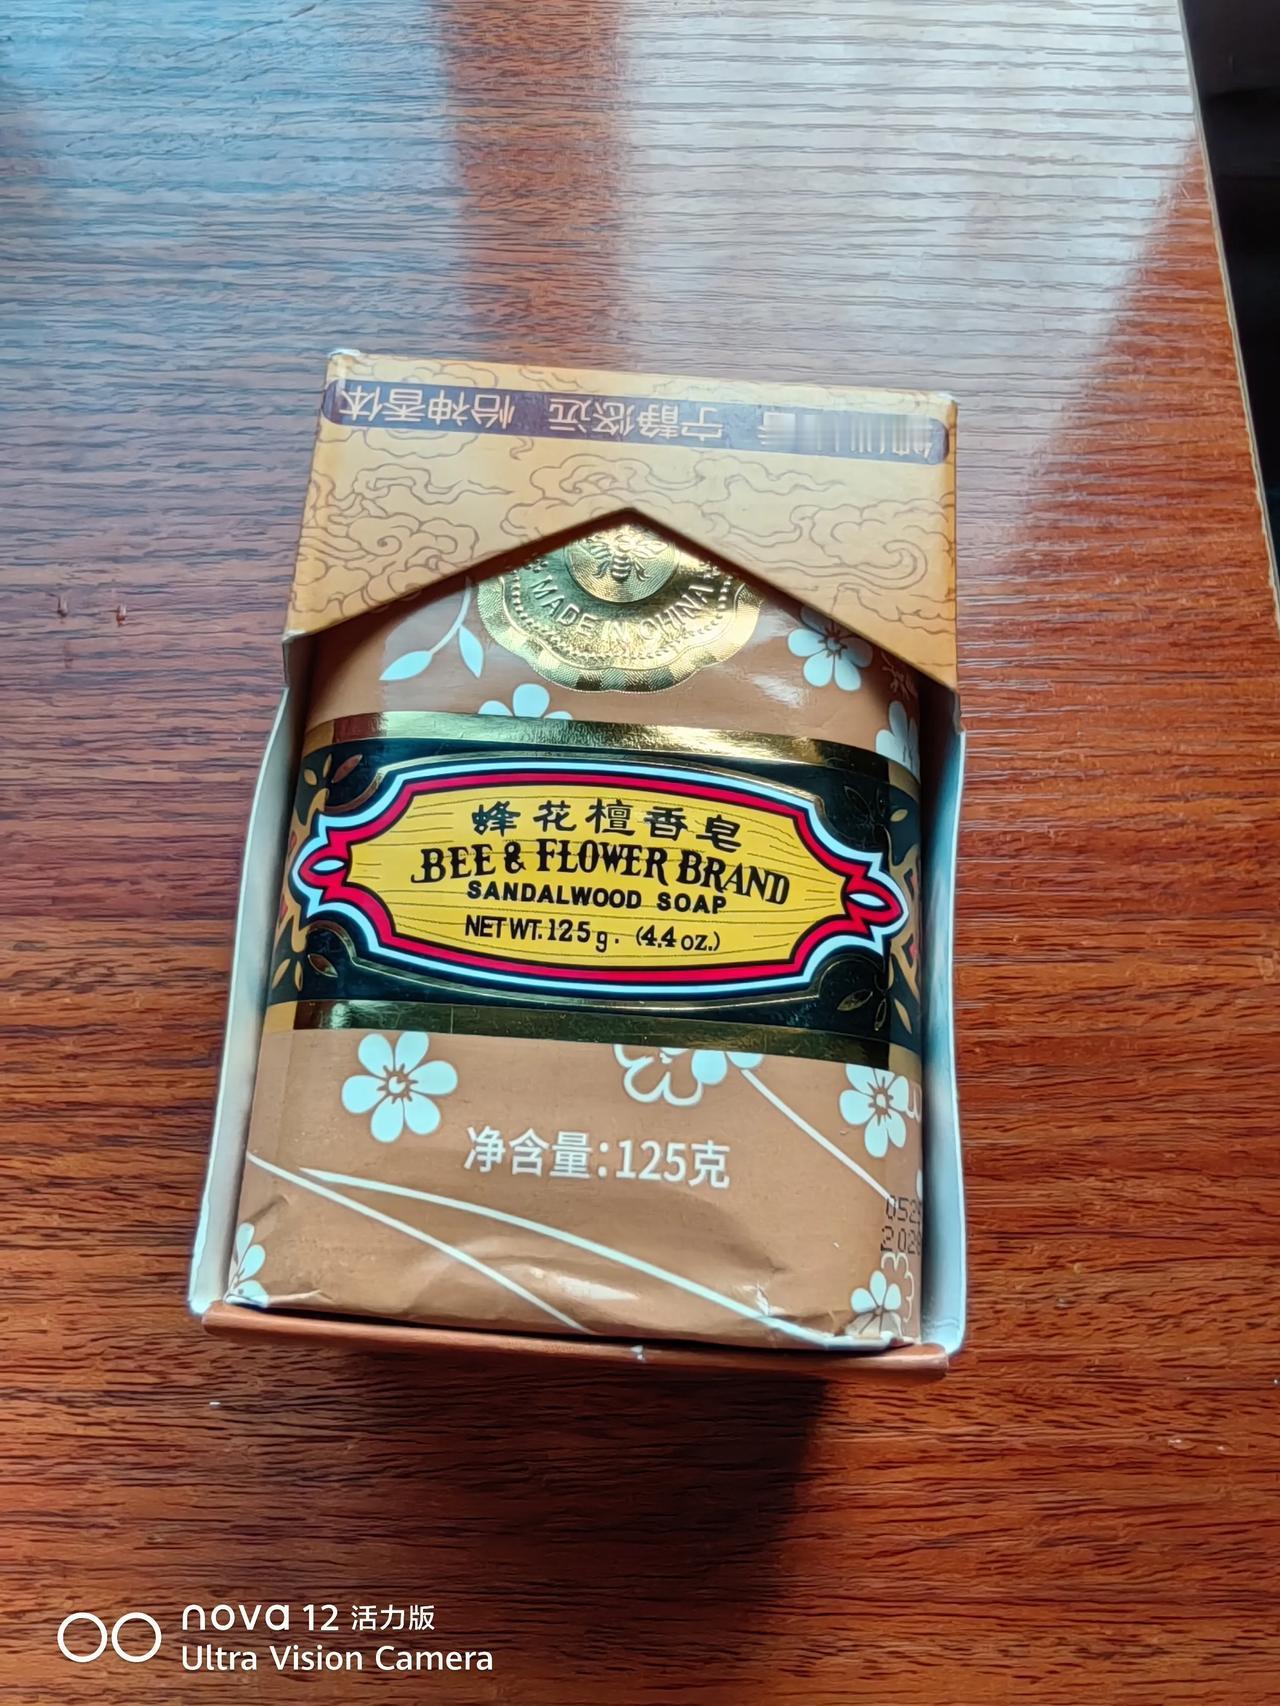 宁静悠远 怡神香体
MADE IN CHINA
蜂花檀香皂
BEE & FLOWER BRAND
SANDALWOOD SOAP
NET WT. 125g. (4.4 oz.)
净含量:125克
nova 12 活力版
Ultra Vision Camera